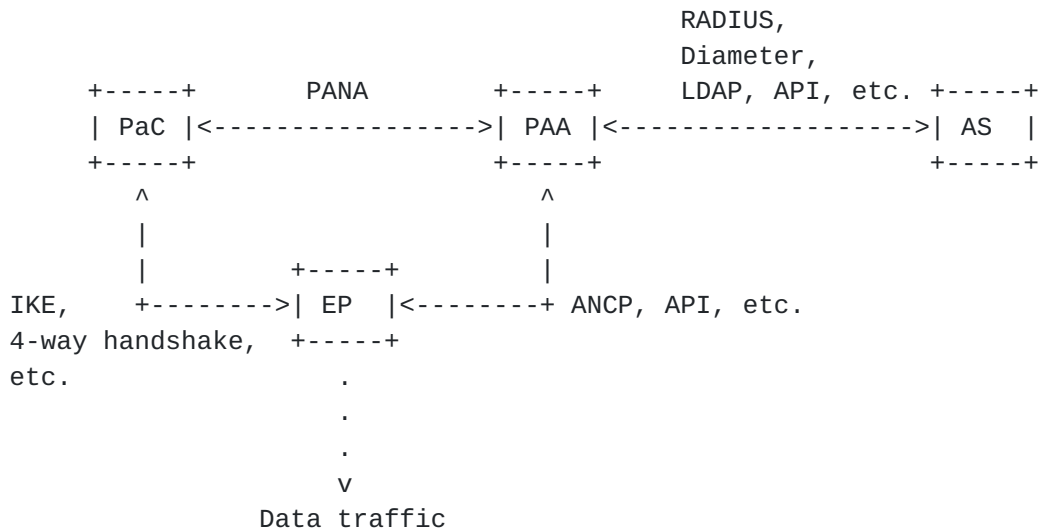 RADIUS,
Diameter,
PANA LDAP, API, etc.
PaC PAA AS
EP
IKE, ANCP, API, etc.
4-way handshake,
etc.
Data traffic